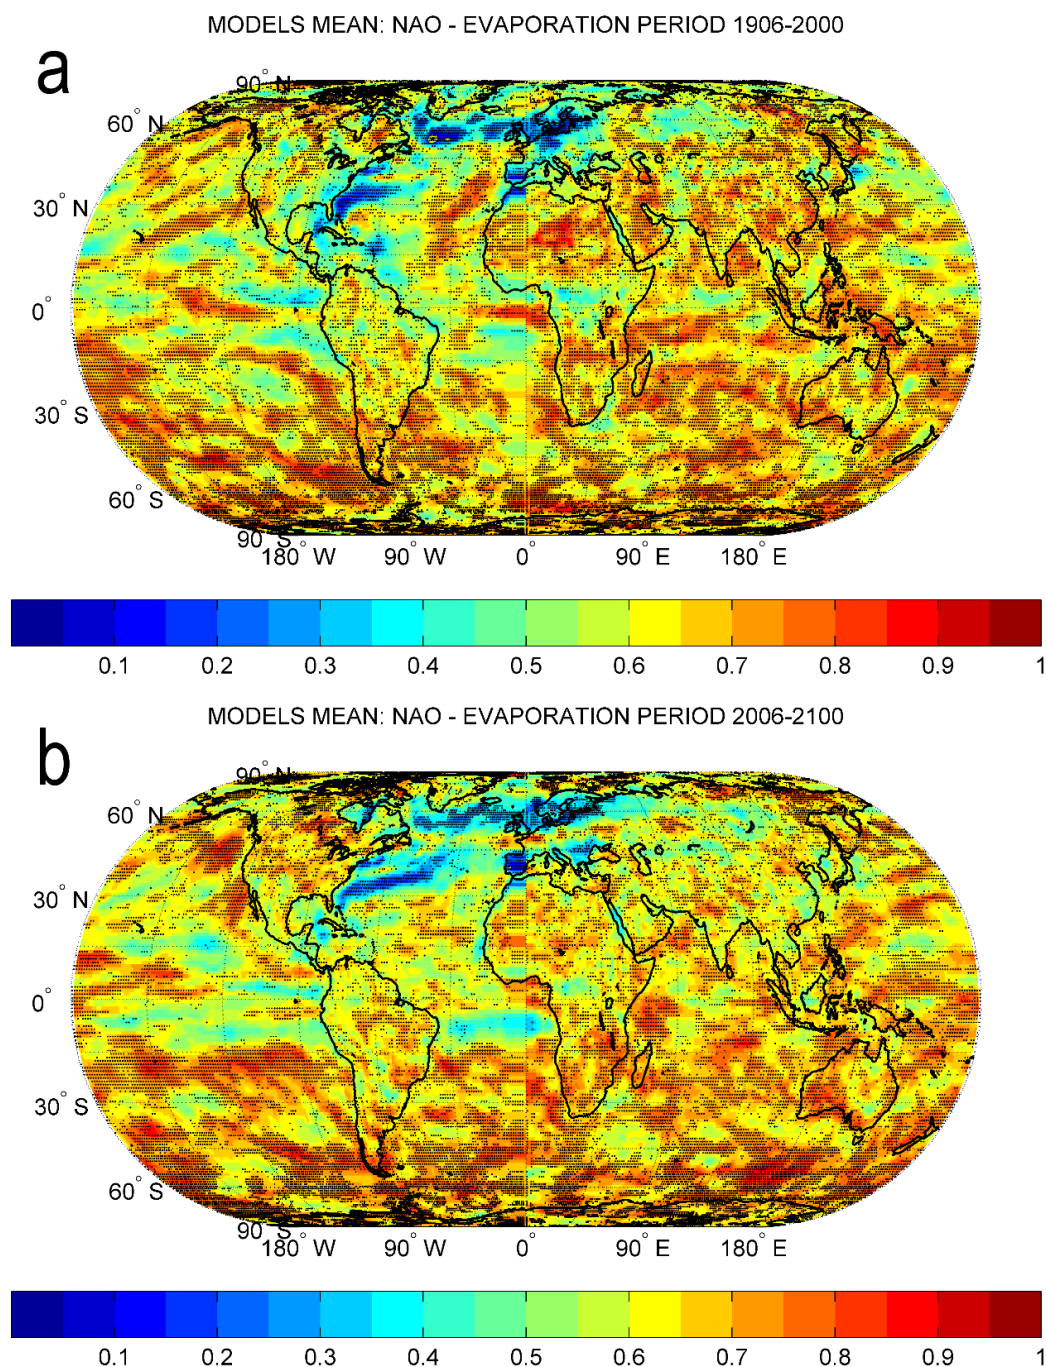 MODELS MEAN: NAO - EVAPORATION PERIOD 1906-2000
a
90° N
60° N
30° N
0°
30° S
60° S
90° S
180° W 90° W 0° 90° E 180° E
0.1 0.2 0.3 0.4 0.5 0.6 0.7 0.8 0.9 1
MODELS MEAN: NAO - EVAPORATION PERIOD 2006-2100
b
90° N
60° N
30° N
0°
30° S
60° S
90° S
180° W 90° W 0° 90° E 180° E
0.1 0.2 0.3 0.4 0.5 0.6 0.7 0.8 0.9 1